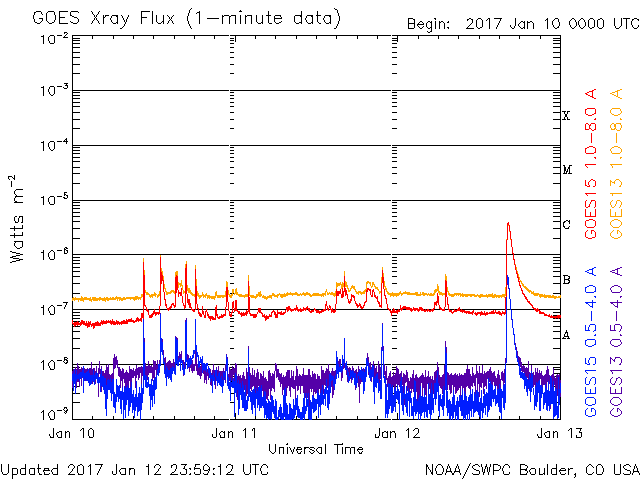 GOES Xray Flux (1-minute data)
Begin: 2017 Jan 10 0000 UTC
10⁻²
10⁻³
10⁻⁴
10⁻⁵
10⁻⁶
10⁻⁷
10⁻⁸
10⁻⁹
Watts m⁻²
X
M
C
B
A
GOES15 1.0-8.0 A
GOES13 1.0-8.0 A
GOES15 0.5-4.0 A
GOES13 0.5-4.0 A
Jan 10
Jan 11
Jan 12
Jan 13
Universal Time
Updated 2017 Jan 12 23:59:12 UTC
NOAA/SWPC Boulder, CO USA